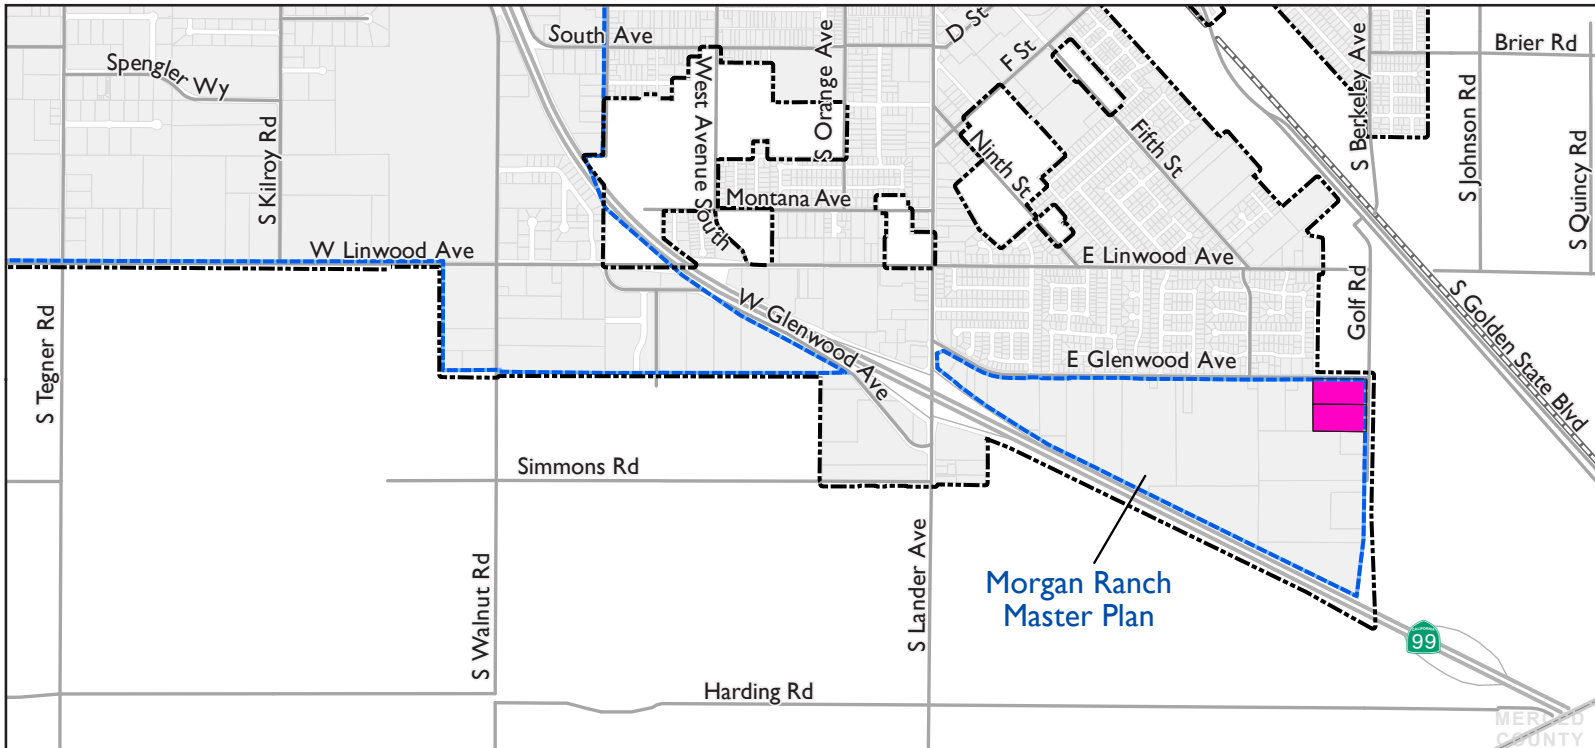 South Ave
D St
F St
Brier Rd
Spengler Wy
West Avenue South
S Orange Ave
S Berkeley Ave
S Johnson Rd
S Quincy Rd
S Kilroy Rd
Ninth St
Fifth St
Montana Ave
W Linwood Ave
E Linwood Ave
S Tegner Rd
W Glenwood Ave
E Glenwood Ave
Golf Rd
S Golden State Blvd
Simmons Rd
S Walnut Rd
S Lander Ave
Morgan Ranch
Master Plan
CALIFORNIA
99
Harding Rd
MERCED
COUNTY